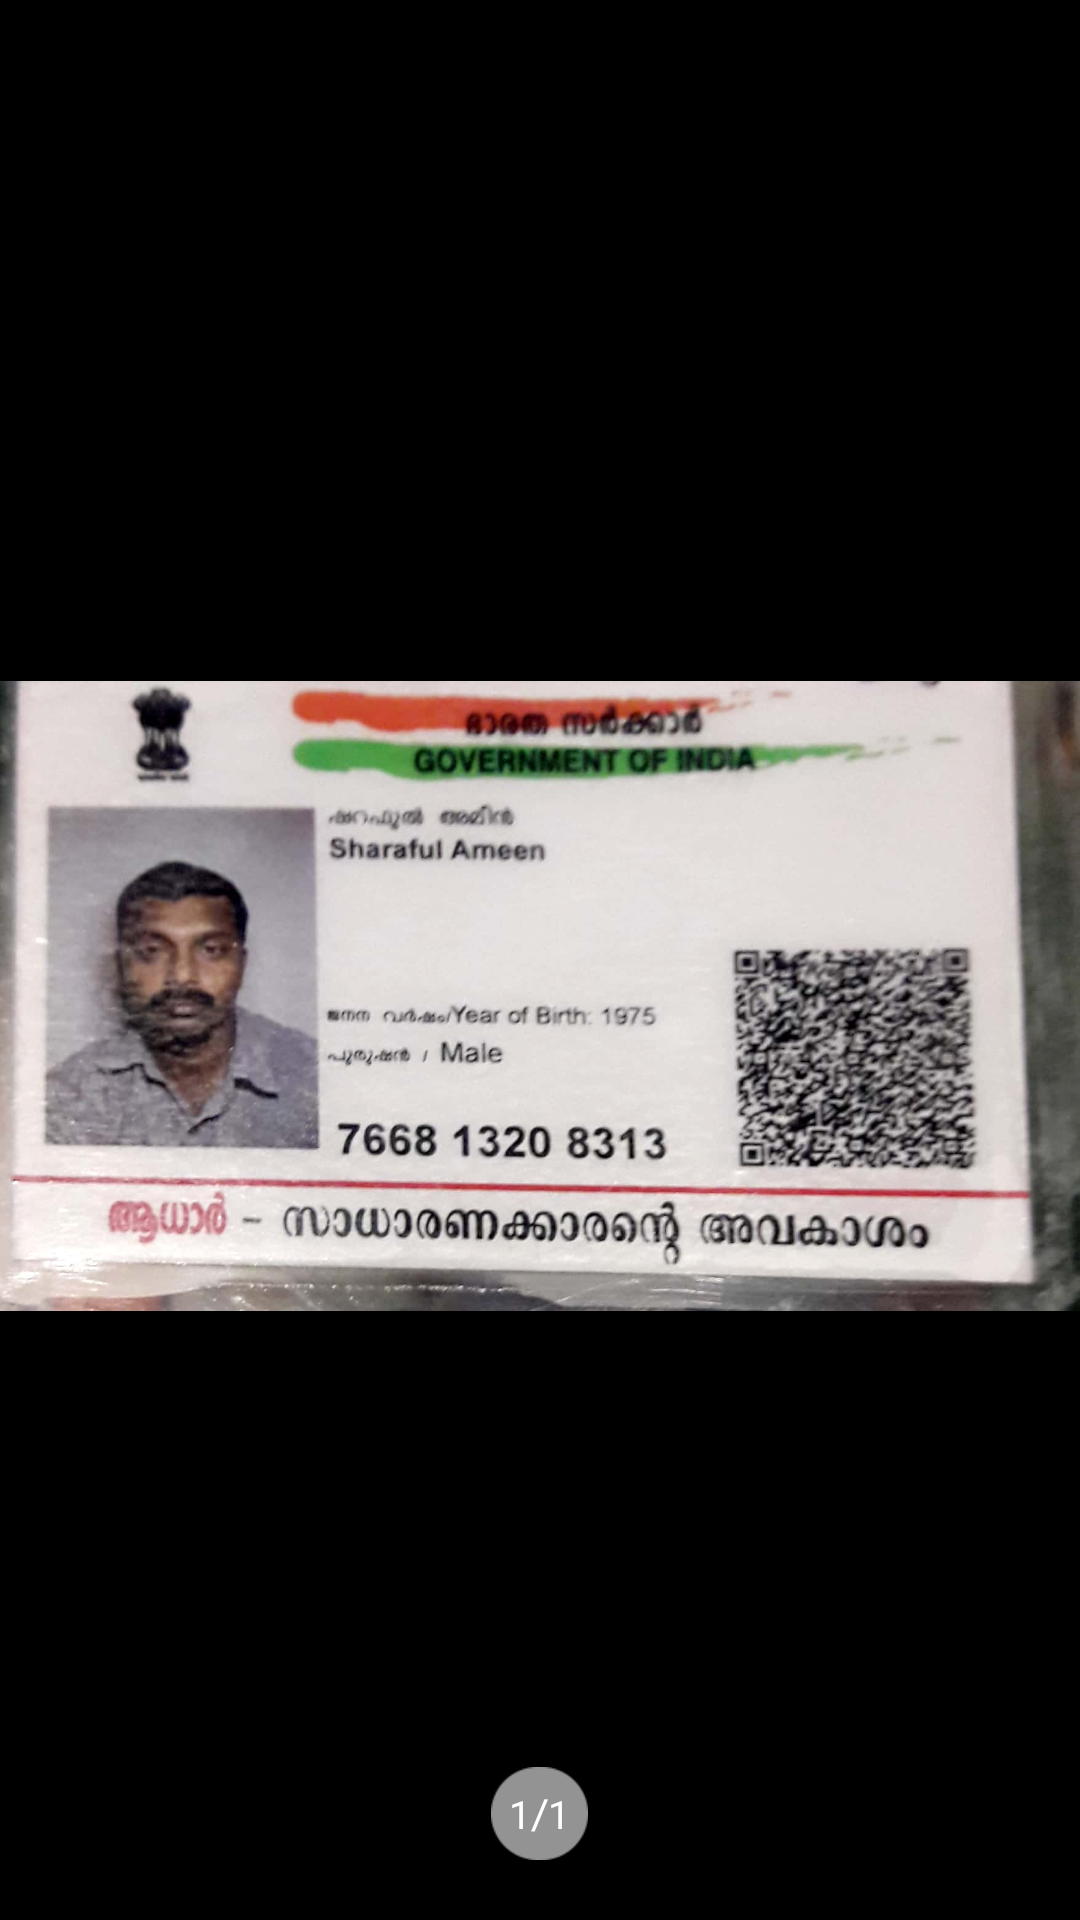 ഭാരത സർക്കാർ
GOVERNMENT OF INDIA
ഷറഫുൽ അമീൻ
Sharaful Ameen
ജനന വർഷം/Year of Birth: 1975
പുരുഷൻ / Male
7668 1320 8313
ആധാർ - സാധാരണക്കാരന്റെ അവകാശം
1/1